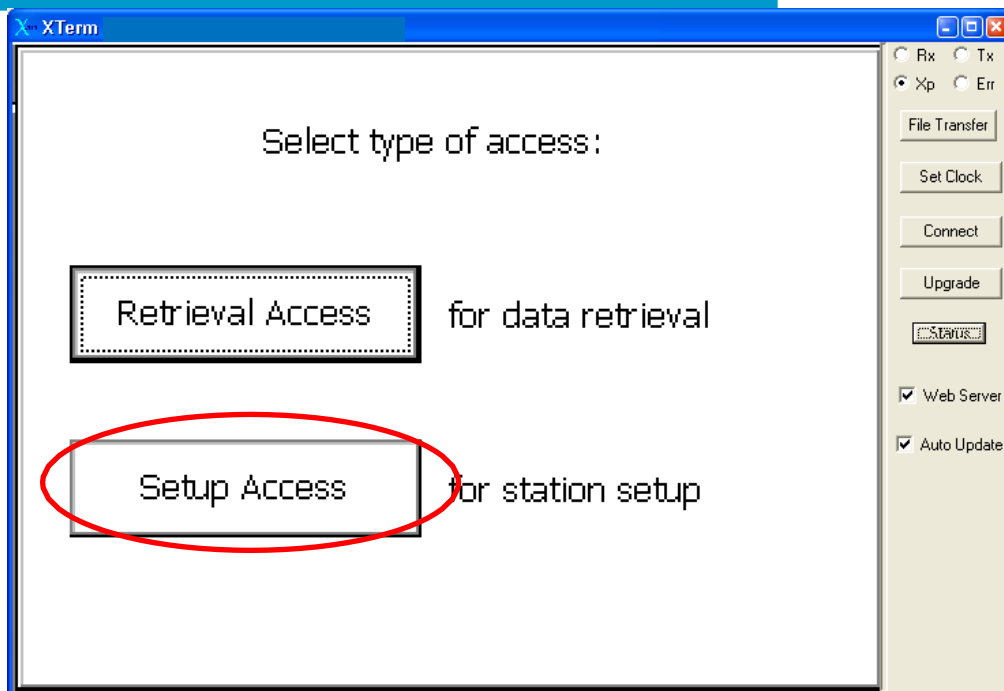 XTerm
Rx Tx
Xp Err
File Transfer
Set Clock
Connect
Upgrade
Status
Web Server
Auto Update
Select type of access:
Retrieval Access for data retrieval
Setup Access for station setup